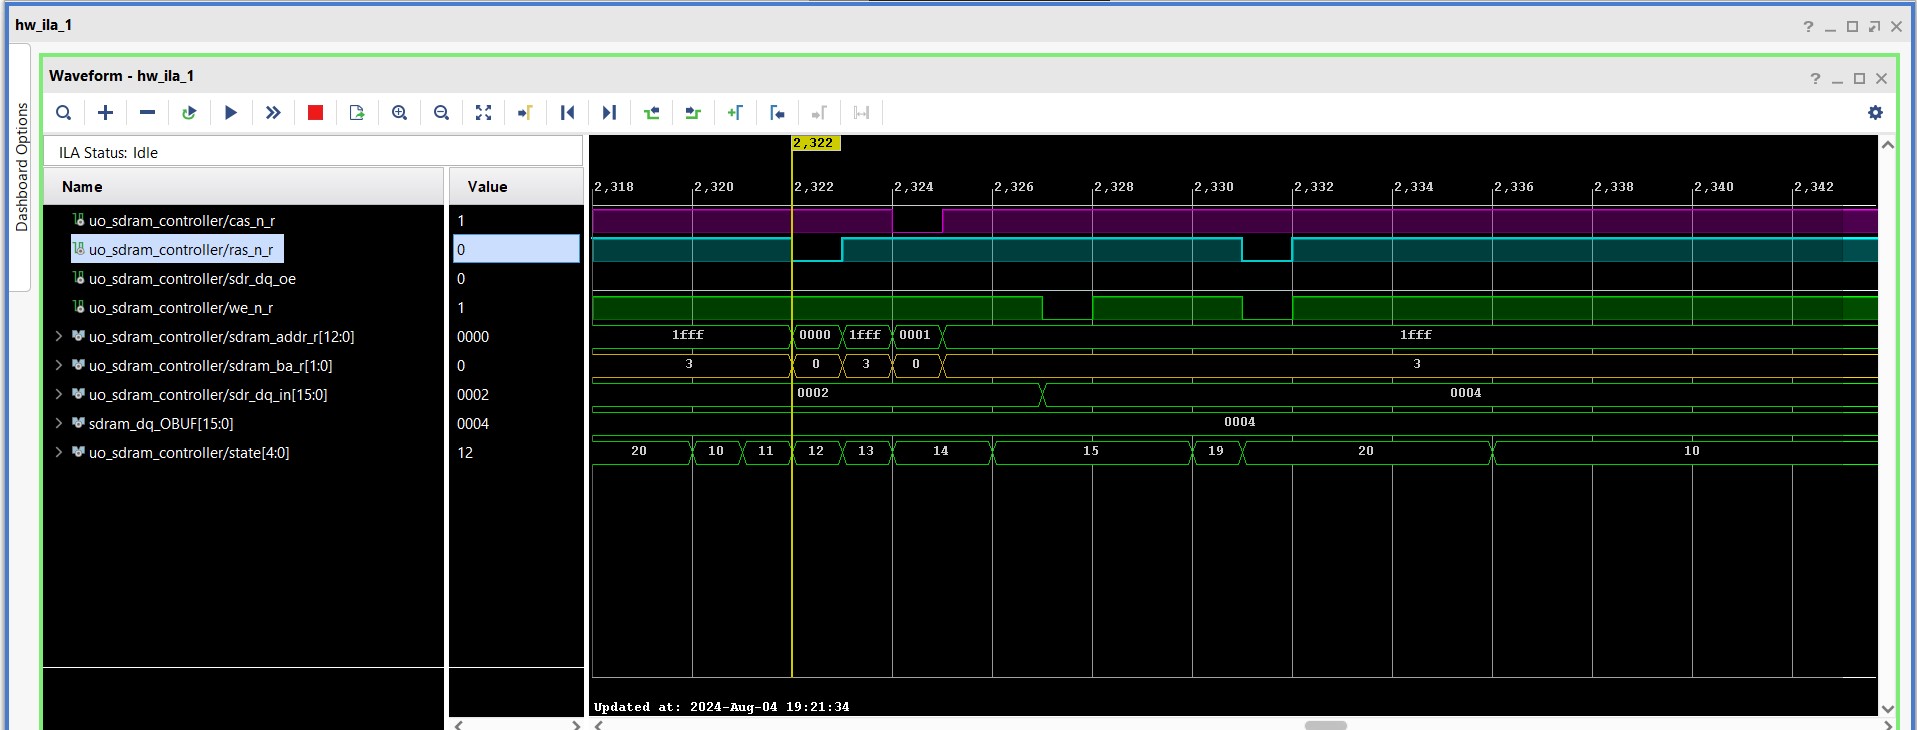 hw_ila_1
Dashboard Options
Waveform - hw_ila_1
ILA Status: Idle
Name Value
2,322
2,318 2,320 2,322 2,324 2,326 2,328 2,330 2,332 2,334 2,336 2,338 2,340 2,342
uo_sdram_controller/cas_n_r 1
uo_sdram_controller/ras_n_r 0
uo_sdram_controller/sdr_dq_oe 0
uo_sdram_controller/we_n_r 1
uo_sdram_controller/sdram_addr_r[12:0] 0000 1fff 0000 1fff 0001 1fff
uo_sdram_controller/sdram_ba_r[1:0] 0 3 0 3 0 3
uo_sdram_controller/sdr_dq_in[15:0] 0002 0002 0004
sdram_dq_OBUF[15:0] 0004 0004
uo_sdram_controller/state[4:0] 12 20 10 11 12 13 14 15 19 20 10
Updated at: 2024-Aug-04 19:21:34